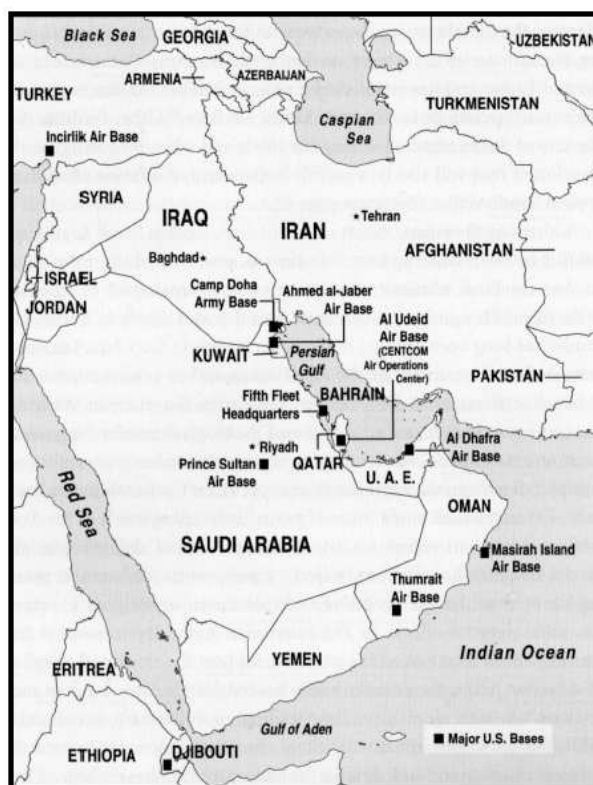 Black Sea
GEORGIA
UZBEKISTAN
ARMENIA
AZERBAIJAN
TURKEY
Caspian
Sea
TURKMENISTAN
Incirlik Air Base
SYRIA
IRAQ
IRAN
Tehran
Baghdad
AFGHANISTAN
ISRAEL
JORDAN
Camp Doha
Army Base
Ahmed al-Jaber
Air Base
Al Udeid
Air Base
(CENTCOM
Air Operations
Center)
KUWAIT
Persian
Gulf
PAKISTAN
BAHRAIN
Fifth Fleet
Headquarters
Riyadh
QATAR
Al Dhafra
Air Base
Prince Sultan
Air Base
U. A. E.
OMAN
Red Sea
SAUDI ARABIA
Masirah Island
Air Base
Thumrait
Air Base
YEMEN
Indian Ocean
ERITREA
Gulf of Aden
ETHIOPIA
DJIBOUTI
Major U.S. Bases